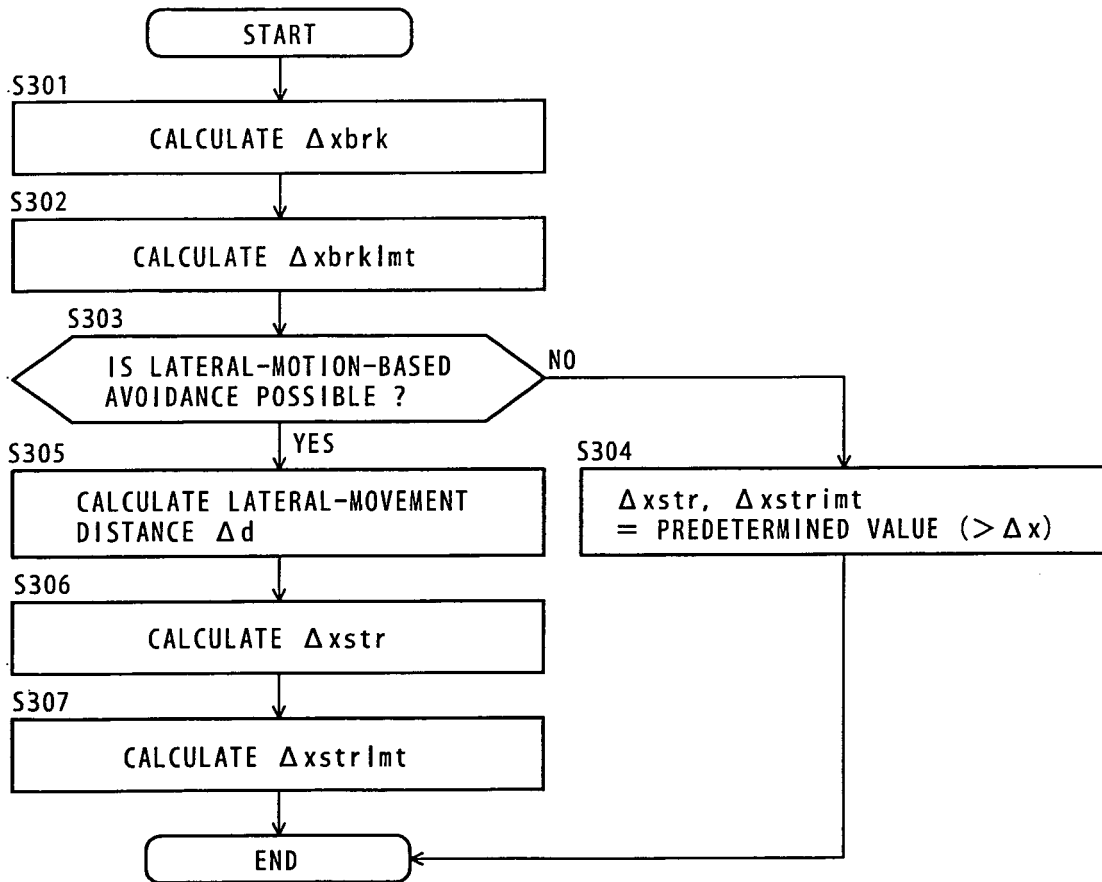 START
S301
CALCULATE Δxbrk
S302
CALCULATE Δxbrklmt
S303
IS LATERAL-MOTION-BASED
AVOIDANCE POSSIBLE ?
NO
YES
S305
CALCULATE LATERAL-MOVEMENT
DISTANCE Δd
S304
Δxstr, Δxstrimt
= PREDETERMINED VALUE (>Δx)
S306
CALCULATE Δxstr
S307
CALCULATE Δxstrlmt
END